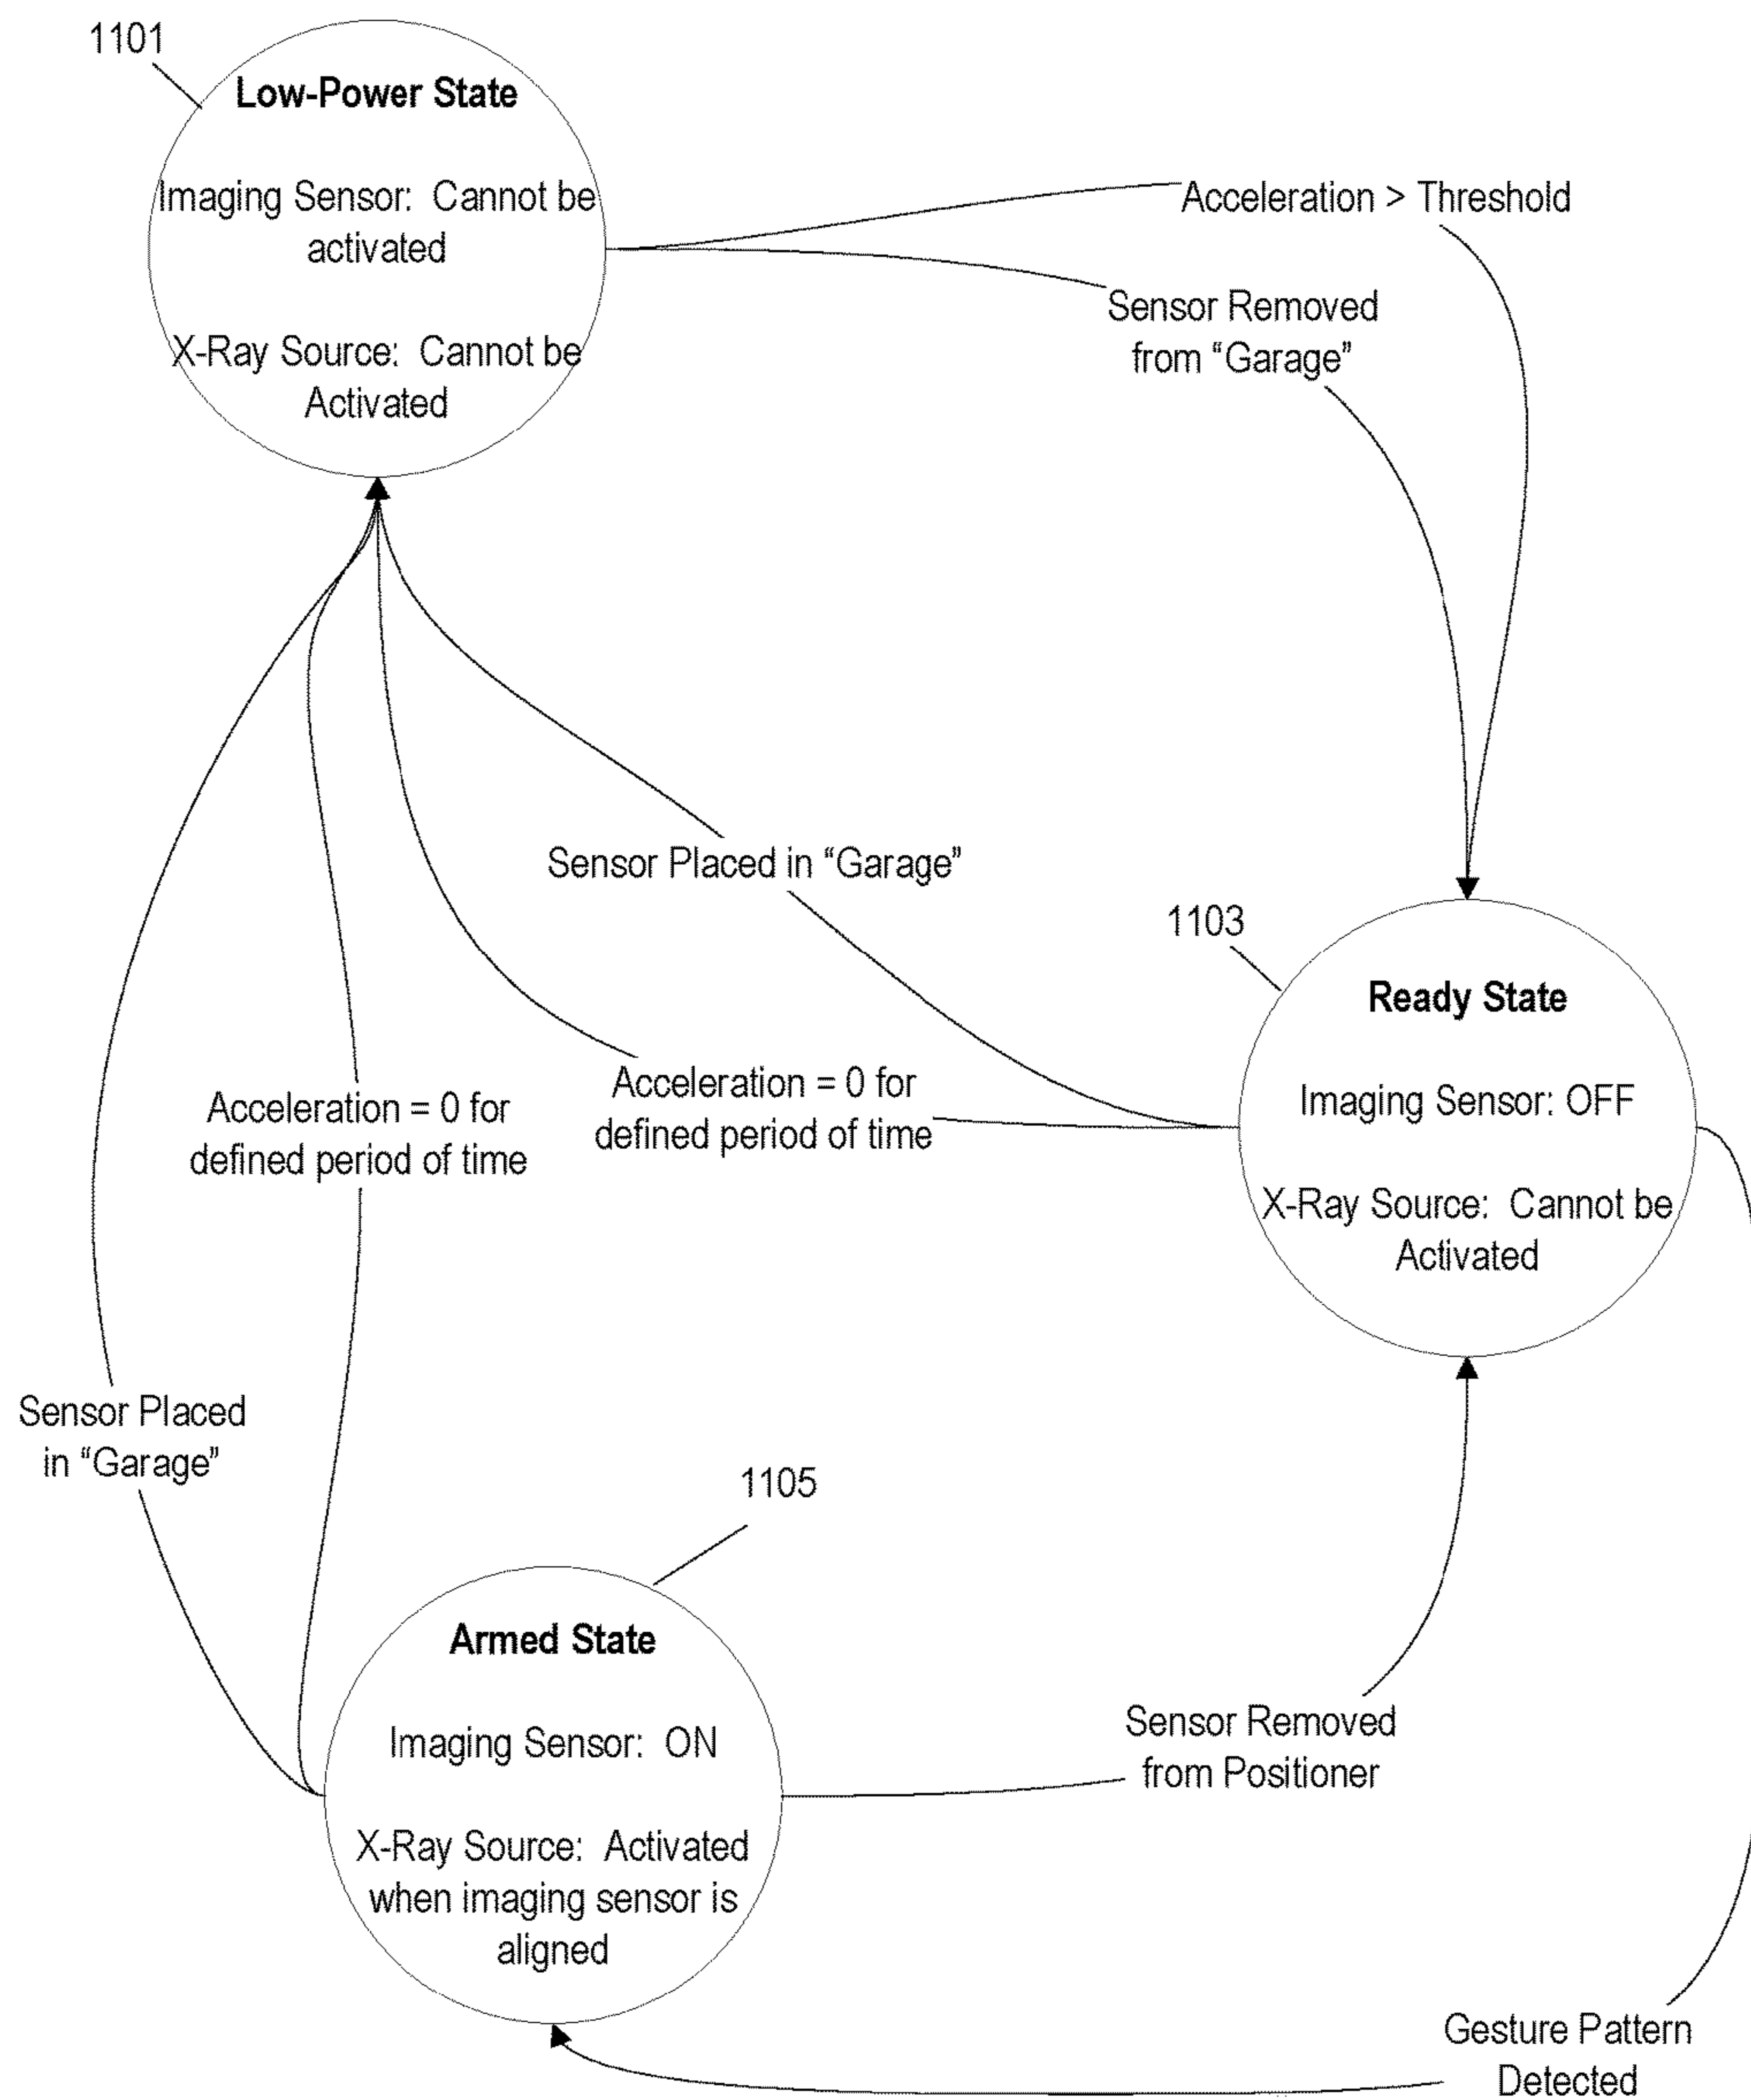 1101
Low-Power State
Imaging Sensor:  Cannot be
activated
X-Ray Source:  Cannot be
Activated
Acceleration > Threshold
Sensor Removed
from “Garage”
Sensor Placed in “Garage”
1103
Ready State
Imaging Sensor: OFF
X-Ray Source:  Cannot be
Activated
Acceleration = 0 for
defined period of time
Acceleration = 0 for
defined period of time
Sensor Placed
in “Garage”
1105
Armed State
Imaging Sensor:  ON
X-Ray Source:  Activated
when imaging sensor is
aligned
Sensor Removed
from Positioner
Gesture Pattern
Detected